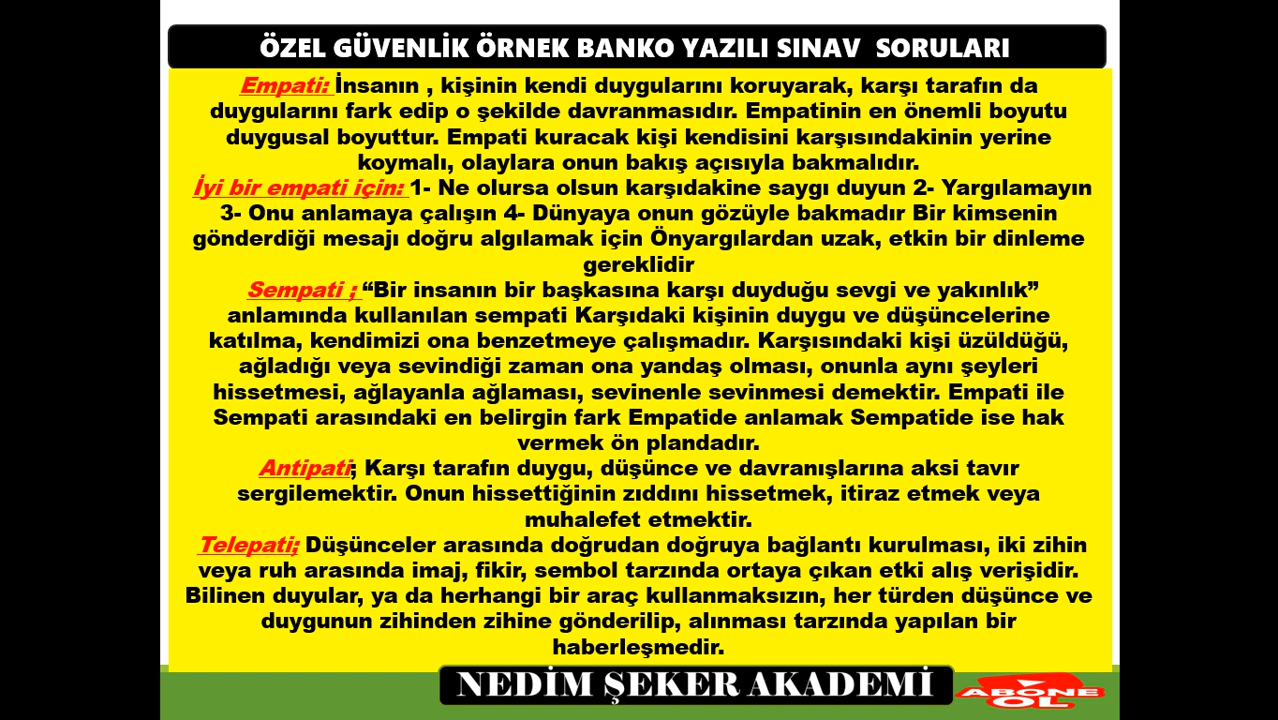 ÖZEL GÜVENLİK ÖRNEK BANKO YAZILI SINAV SORULARI
Empati: İnsanın , kişinin kendi duygularını koruyarak, karşı tarafın da
duygularını fark edip o şekilde davranmasıdır. Empatinin en önemli boyutu
duygusal boyuttur. Empati kuracak kişi kendisini karşısındakinin yerine
koymalı, olaylara onun bakış açısıyla bakmalıdır.
İyi bir empati için: 1- Ne olursa olsun karşıdakine saygı duyun 2- Yargılamayın
3- Onu anlamaya çalışın 4- Dünyaya onun gözüyle bakmadır Bir kimsenin
gönderdiği mesajı doğru algılamak için Önyargılardan uzak, etkin bir dinleme
gereklidir
Sempati ; “Bir insanın bir başkasına karşı duyduğu sevgi ve yakınlık”
anlamında kullanılan sempati Karşıdaki kişinin duygu ve düşüncelerine
katılma, kendimizi ona benzetmeye çalışmadır. Karşısındaki kişi üzüldüğü,
ağladığı veya sevindiği zaman ona yandaş olması, onunla aynı şeyleri
hissetmesi, ağlayanla ağlaması, sevinenle sevinmesi demektir. Empati ile
Sempati arasındaki en belirgin fark Empatide anlamak Sempatide ise hak
vermek ön plandadır.
Antipati; Karşı tarafın duygu, düşünce ve davranışlarına aksi tavır
sergilemektir. Onun hissettiğinin zıddını hissetmek, itiraz etmek veya
muhalefet etmektir.
Telepati; Düşünceler arasında doğrudan doğruya bağlantı kurulması, iki zihin
veya ruh arasında imaj, fikir, sembol tarzında ortaya çıkan etki alış verişidir.
Bilinen duyular, ya da herhangi bir araç kullanmaksızın, her türden düşünce ve
duygunun zihinden zihine gönderilip, alınması tarzında yapılan bir
haberleşmedir.
NEDİM ŞEKER AKADEMİ
ABONE
OL